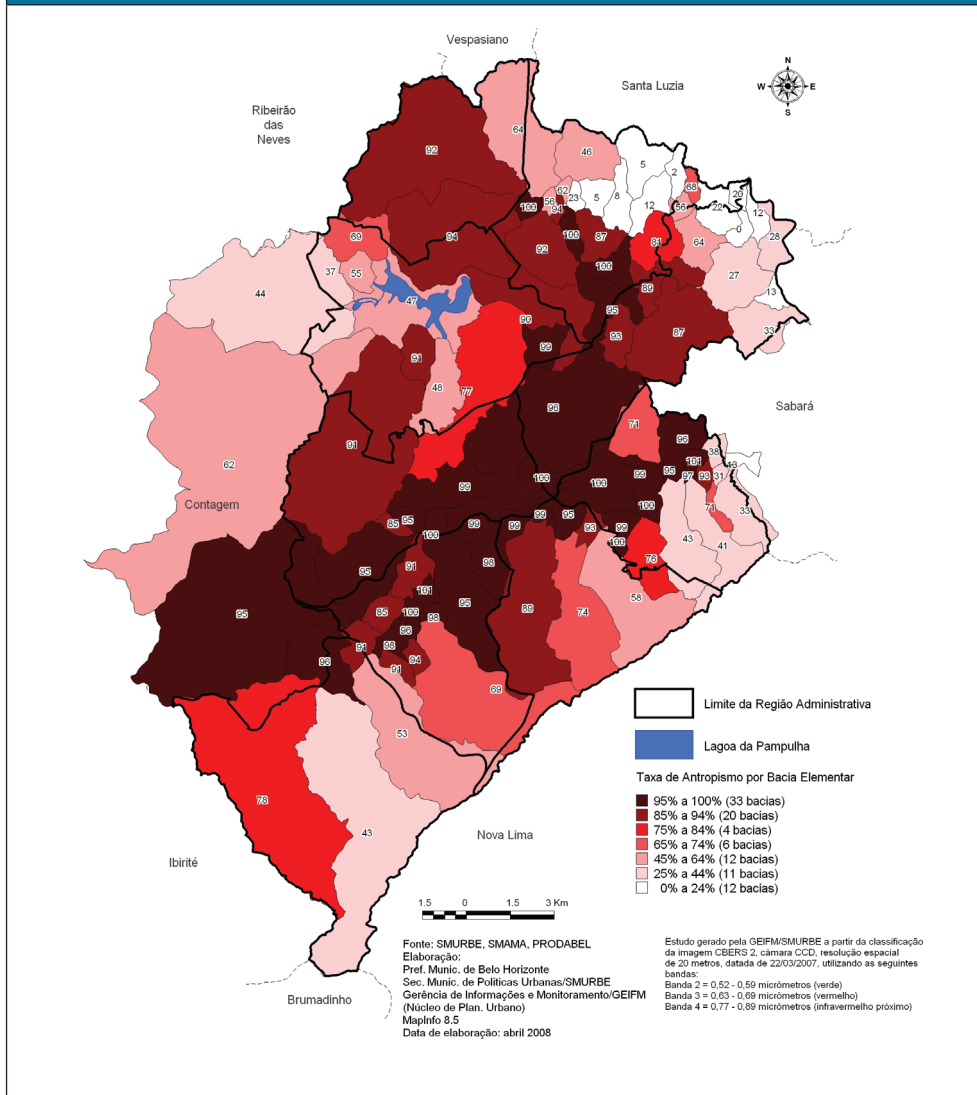 Vespasiano
N
W E
S
Santa Luzia
Ribeirão
das
Neves
64
92
46
5
2
68
62
56
94
23
5
8
12
56
22
20
12
0
28
100
100
87
81
64
69
94
92
27
100
89
13
37
55
44
47
95
93
87
33
90
99
91
48
77
96
Sabará
71
96
38
91
101
13
62
95
97
93
31
99
99
100
100
Contagem
100
71
33
85
95
99
99
95
93
99
43
41
100
99
100
76
98
95
91
101
58
95
85
100
95
89
74
98
96
96
91
98
94
91
69
Limite da Região Administrativa
53
Lagoa da Pampulha
Taxa de Antropismo por Bacia Elementar
95% a 100% (33 bacias)
85% a 94% (20 bacias)
75% a 84% (4 bacias)
65% a 74% (6 bacias)
45% a 64% (12 bacias)
25% a 44% (11 bacias)
0% a 24% (12 bacias)
78
43
Nova Lima
Ibirité
1.5 0 1.5 3 Km
Fonte: SMURBE, SMAMA, PRODABEL
Elaboração:
Pref. Munic. de Belo Horizonte
Sec. Munic. de Politicas Urbanas/SMURBE
Gerência de Informações e Monitoramento/GEIFM
(Núcleo de Plan. Urbano)
MapInfo 8.5
Data de elaboração: abril 2008
Estudo gerado pela GEIFM/SMURBE a partir da classificação
da imagem CBERS 2, câmara CCD, resolução espacial
de 20 metros, datada de 22/03/2007, utilizando as seguintes
bandas:
Banda 2 = 0,52 - 0,59 micrómetros (verde)
Banda 3 = 0,63 - 0,69 micrómetros (vermelho)
Banda 4 = 0,77 - 0,89 micrómetros (infravermelho próximo)
Brumadinho